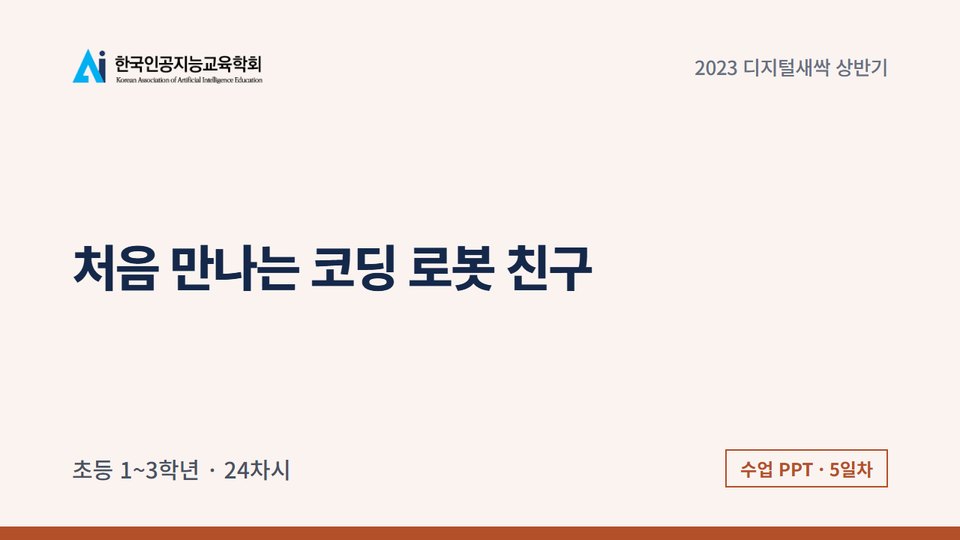 한국인공지능교육학회
Korean Association of Artificial Intelligence Education
2023 디지털새싹 상반기
처음 만나는 코딩 로봇 친구
초등 1~3학년 · 24차시
수업 PPT · 5일차